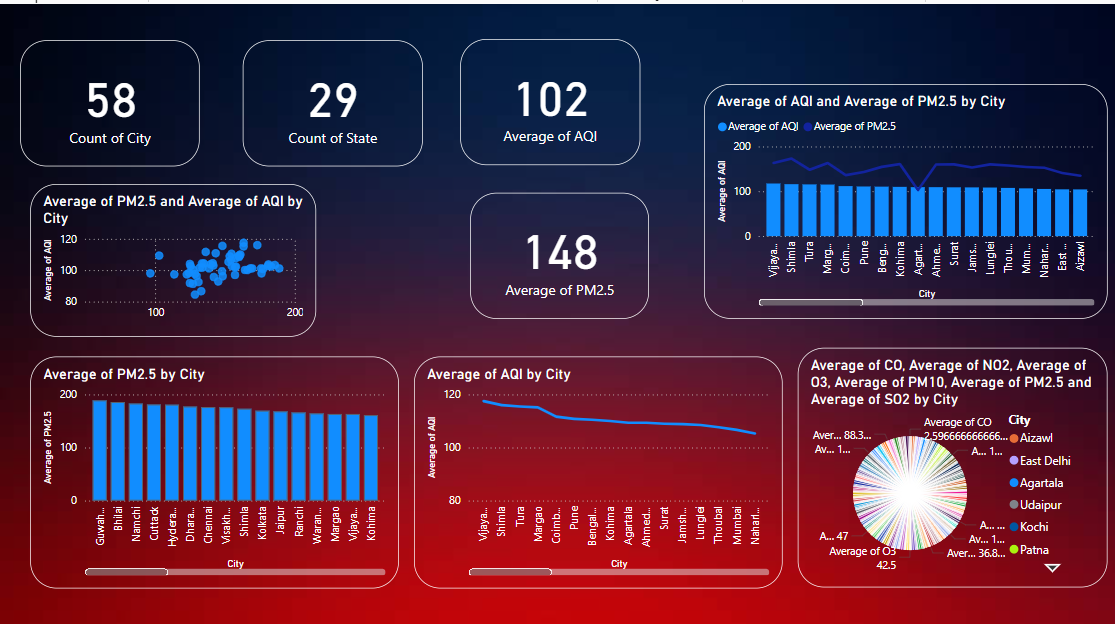 58
Count of City
29
Count of State
102
Average of AQI
Average of AQI and Average of PM2.5 by City
Average of AQI Average of PM2.5
Average of AQI
200
100
0
Vijaya...
Shimla
Tura
Marg...
Coim...
Pune
Beng...
Kohima
Agart...
Ahme...
Surat
Jams...
Lunglei
Thou...
Mum...
Nahar...
East ...
Aizawl
City
Average of PM2.5 and Average of AQI by
City
Average of AQI
120
100
80
100
200
148
Average of PM2.5
Average of PM2.5 by City
Average of PM2.5
200
100
0
Guwah...
Bhilai
Namchi
Cuttack
Hydera...
Dhara...
Chennai
Visakh...
Shimla
Kolkata
Jaipur
Ranchi
Waran...
Margao
Vijaya...
Kohima
City
Average of AQI by City
Average of AQI
120
100
80
Vijaya...
Shimla
Tura
Margao
Coimb...
Pune
Bengal...
Kohima
Agartala
Ahmed...
Surat
Jamsh...
Lunglei
Thoubal
Mumbai
Naharl...
City
Average of CO, Average of NO2, Average of
O3, Average of PM10, Average of PM2.5 and
Average of SO2 by City
Average of CO
2.596666666666...
Aver... 88.3...
Av... 1...
A... 1...
A... ...
Av... 1...
Aver... 36.8...
A... 47
Average of O3
42.5
City
Aizawl
East Delhi
Agartala
Udaipur
Kochi
Patna